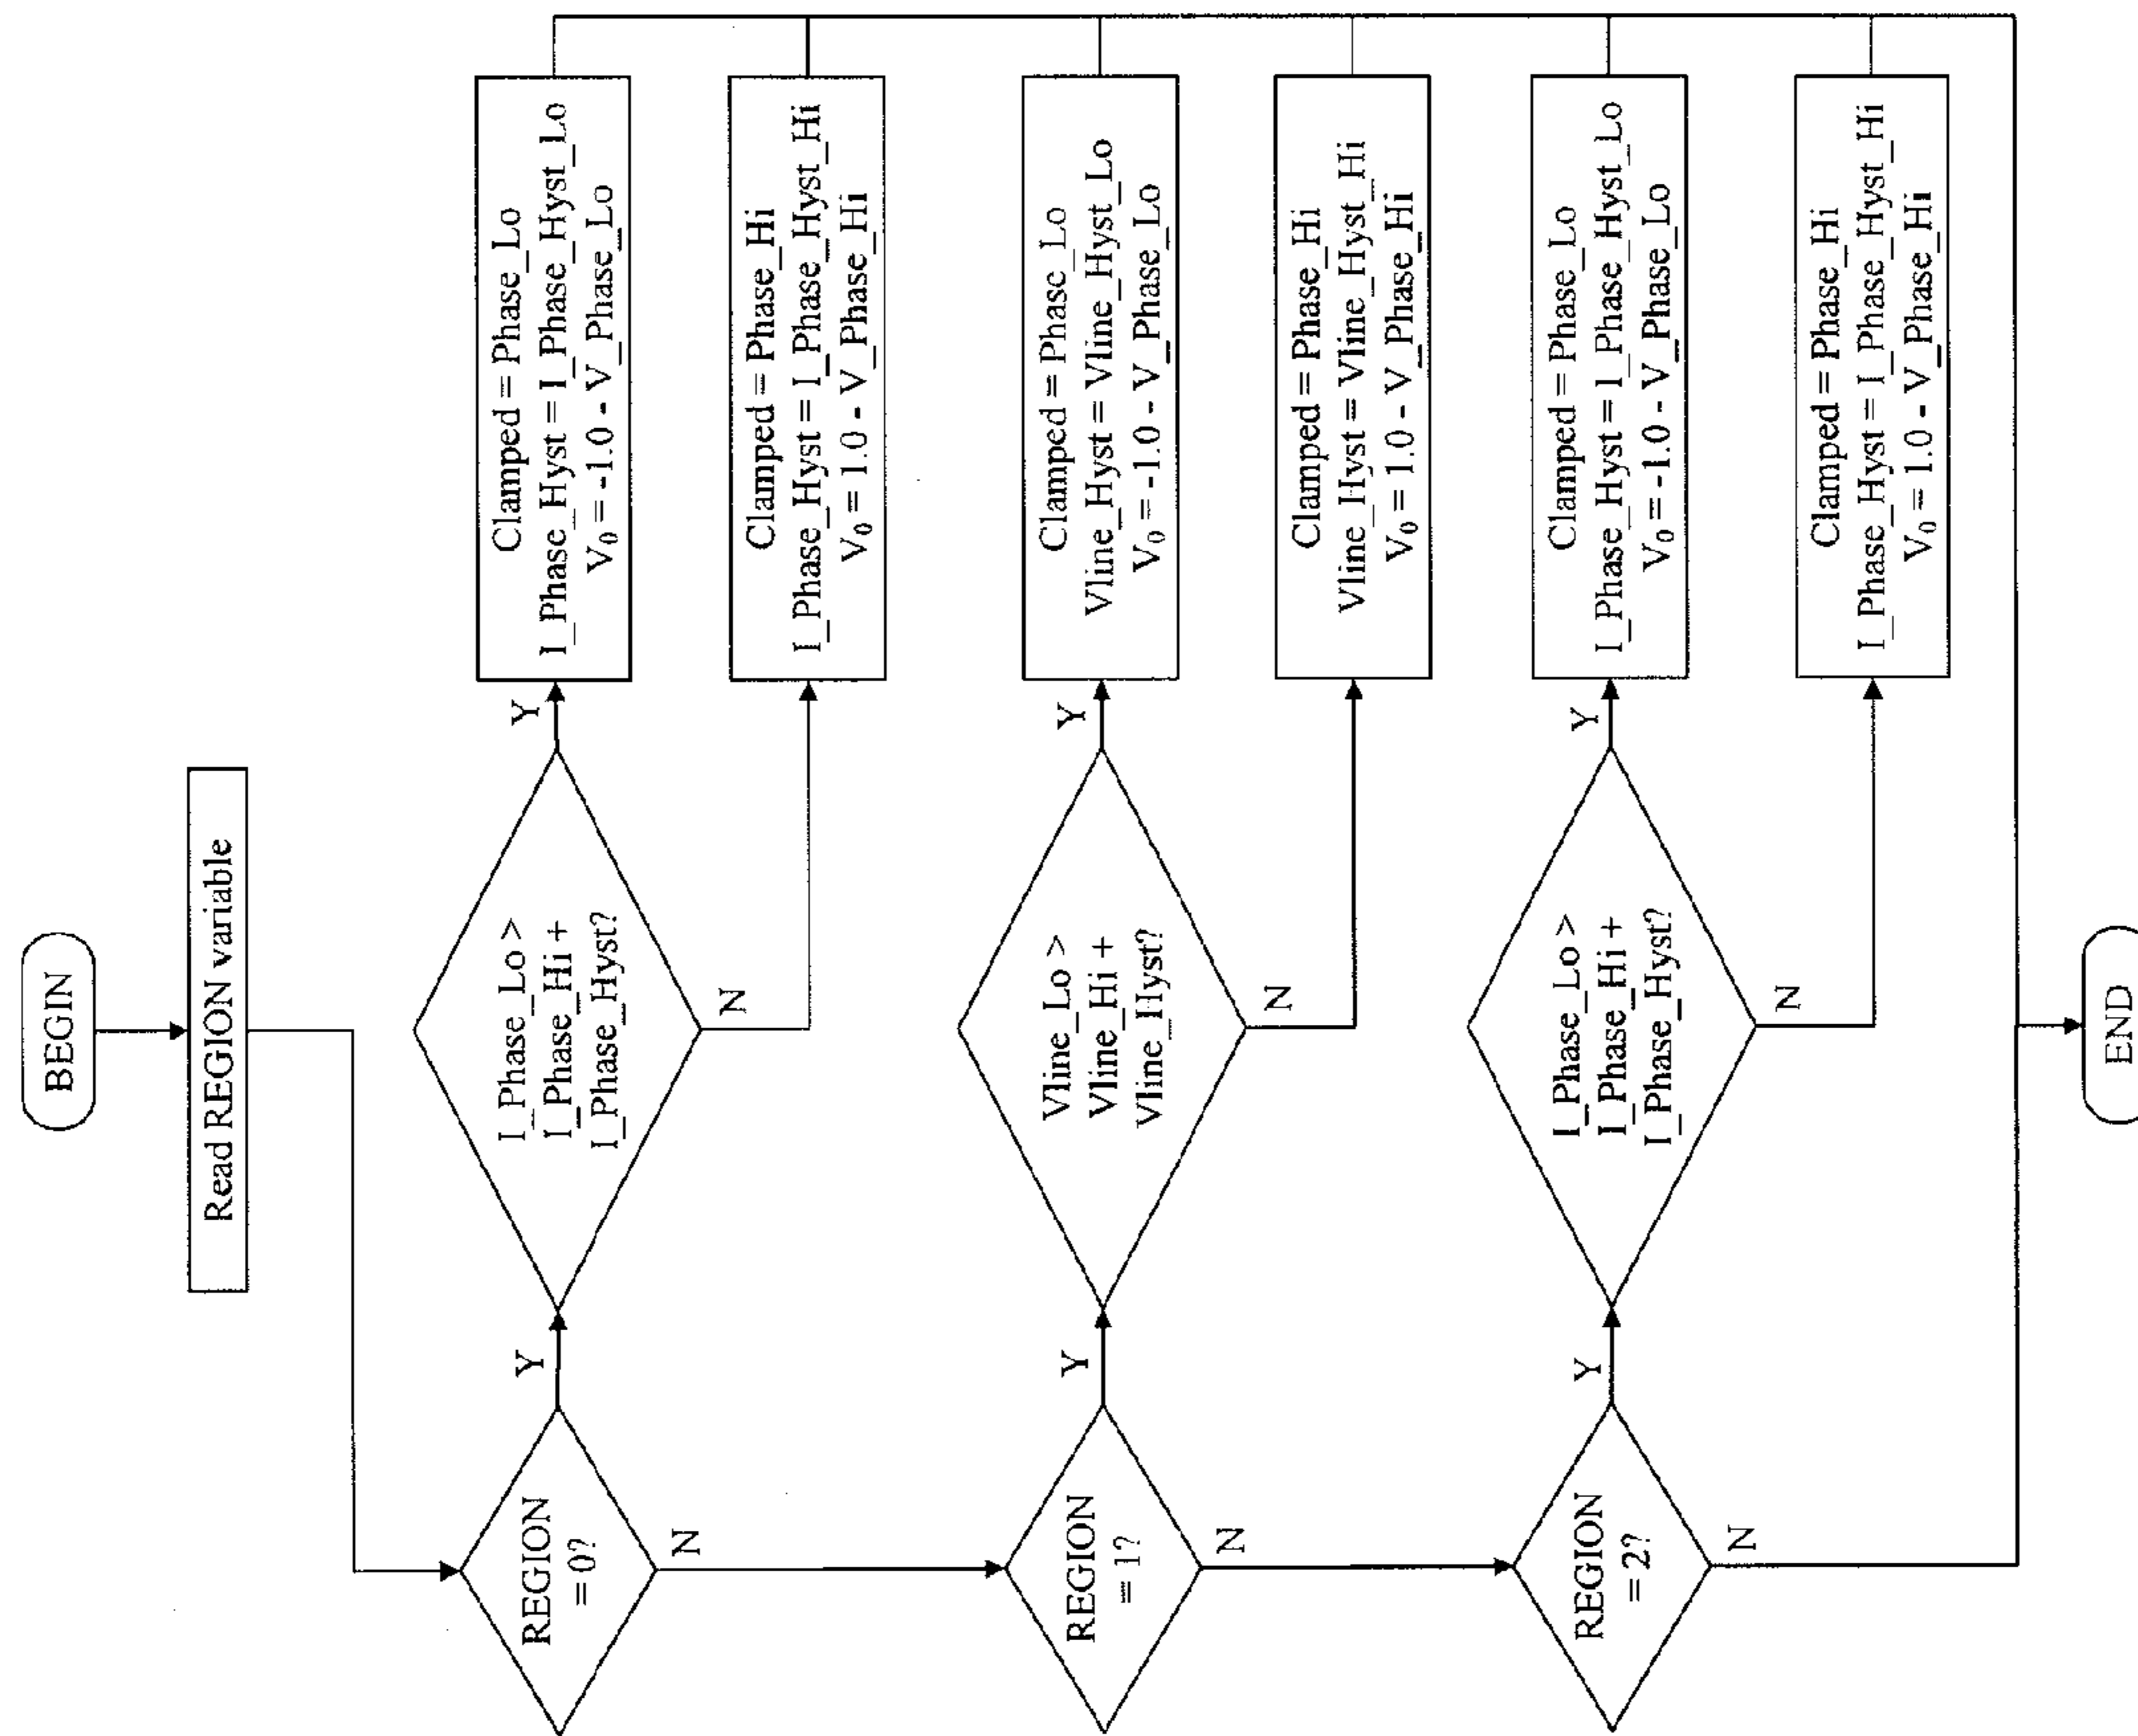 BEGIN
Read REGION variable
REGION
= 0?
Y
N
I_Phase_Lo >
I_Phase_Hi +
I_Phase_Hyst?
Y
N
Clamped = Phase_Lo
I_Phase_Hyst = I_Phase_Hyst_Lo
V₀ = -1.0 - V_Phase_Lo
Clamped = Phase_Hi
I_Phase_Hyst = I_Phase_Hyst_Hi
V₀ = 1.0 - V_Phase_Hi
REGION
= 1?
Y
N
Vline_Lo >
Vline_Hi +
Vline_Hyst?
Y
N
Clamped = Phase_Lo
Vline_Hyst = Vline_Hyst_Lo
V₀ = -1.0 - V_Phase_Lo
Clamped = Phase_Hi
Vline_Hyst = Vline_Hyst_Hi
V₀ = 1.0 - V_Phase_Hi
REGION
= 2?
Y
N
I_Phase_Lo >
I_Phase_Hi +
I_Phase_Hyst?
Y
N
Clamped = Phase_Lo
I_Phase_Hyst = I_Phase_Hyst_Lo
V₀ = -1.0 - V_Phase_Lo
Clamped = Phase_Hi
I_Phase_Hyst = I_Phase_Hyst_Hi
V₀ = 1.0 - V_Phase_Hi
END